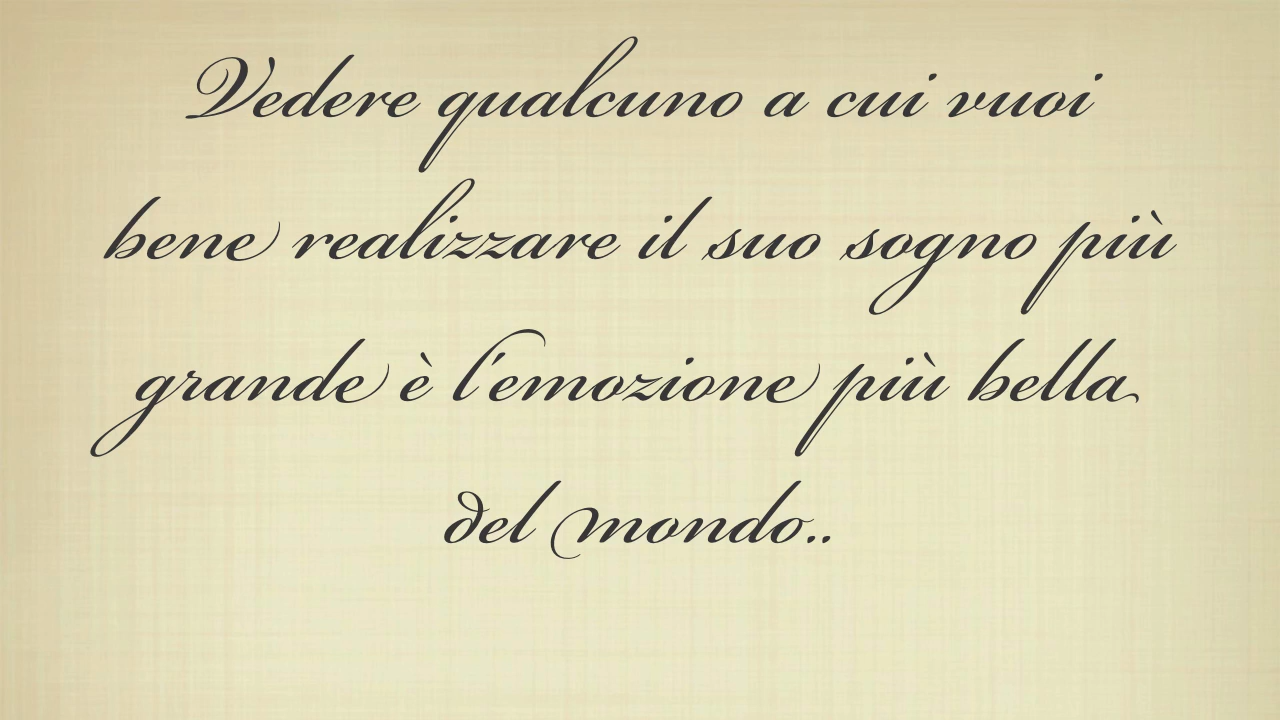 Vedere qualcuno a cui vuoi
bene realizzare il suo sogno più
grande è l'emozione più bella
del mondo..